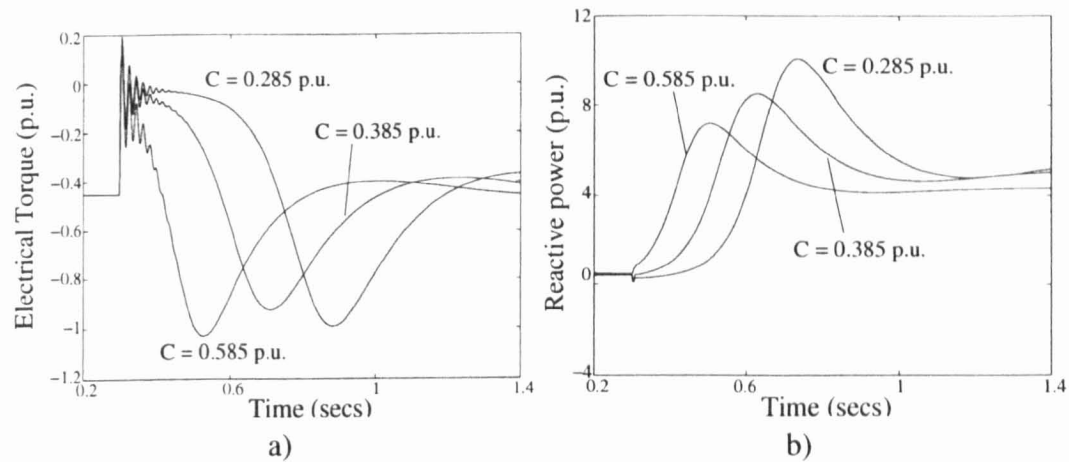 Electrical Torque (p.u.)
0.2
0
−0.2
−0.4
−0.6
−0.8
−1
−1.2
C = 0.285 p.u.
C = 0.385 p.u.
C = 0.585 p.u.
0.2
0.6
1
1.4
Time (secs)
a)
Reactive power (p.u.)
12
8
4
0
−4
C = 0.585 p.u.
C = 0.285 p.u.
C = 0.385 p.u.
0.2
0.6
1
1.4
Time (secs)
b)